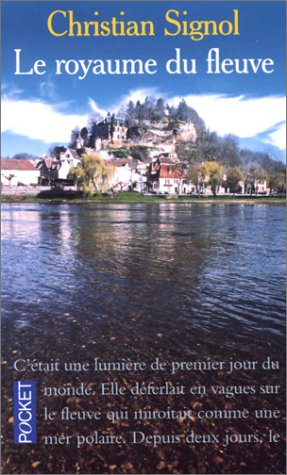 Christian Signol
Le royaume du fleuve
C'était une lumière de premier jour du
monde. Elle déferlait en vagues sur
le fleuve qui miroitait comme une
mer polaire. Depuis deux jours, le
POCKET